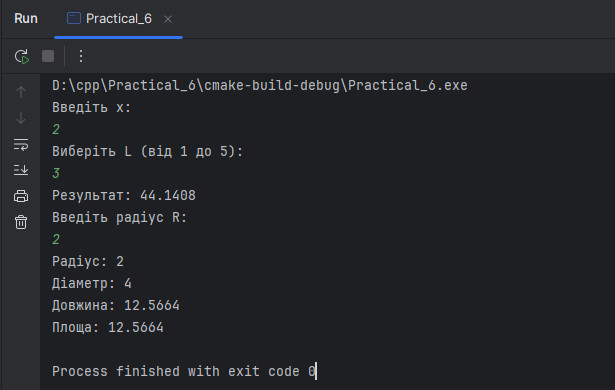 Run
Practical_6
D:\cpp\Practical_6\cmake-build-debug\Practical_6.exe
Введіть x:
2
Виберіть L (від 1 до 5):
3
Результат: 44.1408
Введіть радіус R:
2
Радіус: 2
Діаметр: 4
Довжина: 12.5664
Площа: 12.5664
Process finished with exit code 0